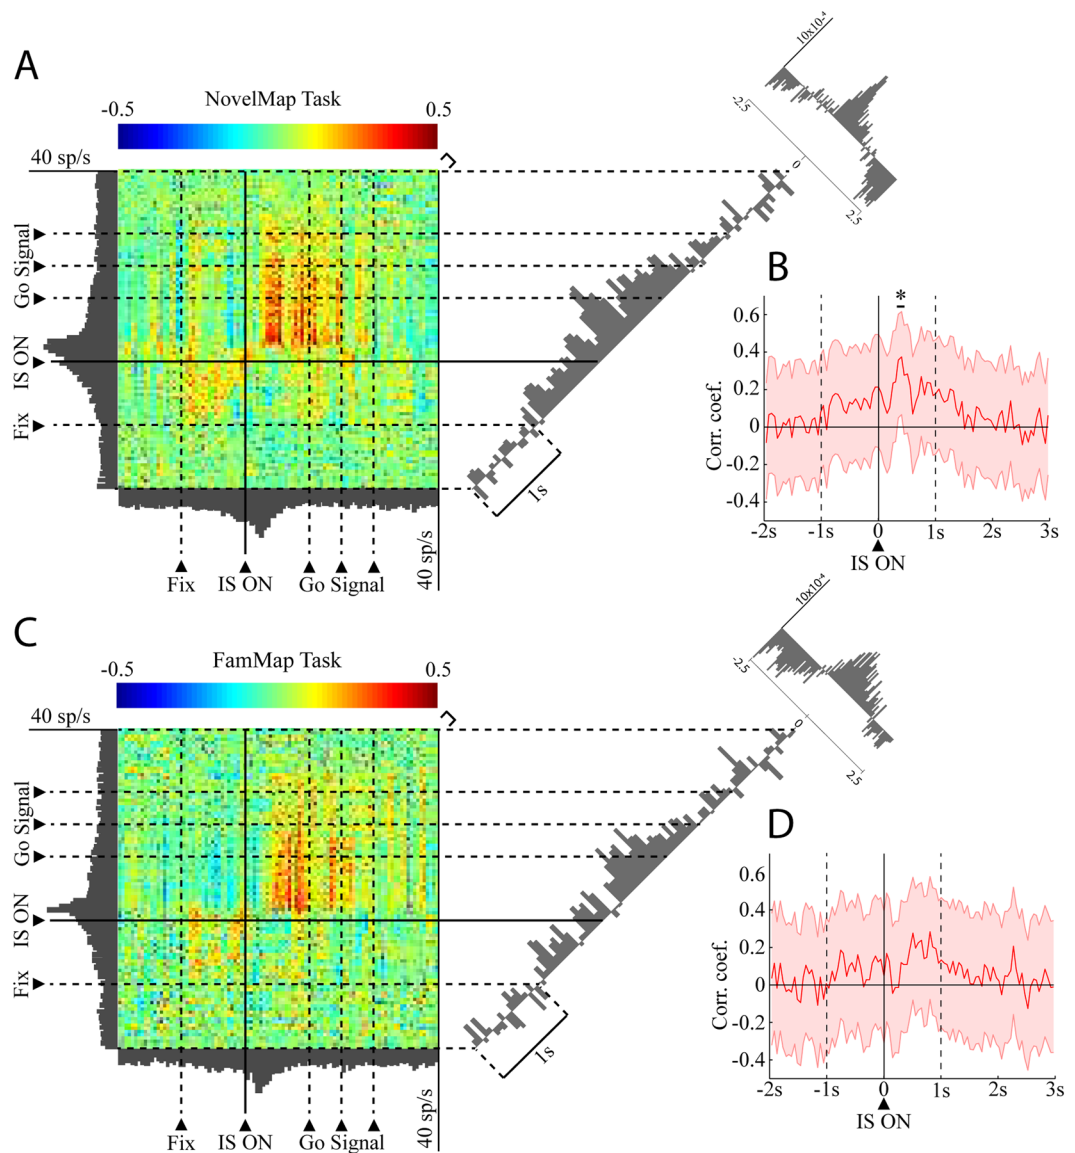 A
NovelMap Task
-0.5 0.5
40 sp/s
Go Signal
IS ON
Fix
Fix IS ON Go Signal
40 sp/s
1s
10x10-4
-2.5 0 2.5
B
*
Corr. coef.
0.6
0.4
0.2
0
-0.2
-0.4
-2s -1s 0 1s 2s 3s
IS ON
C
FamMap Task
-0.5 0.5
40 sp/s
Go Signal
IS ON
Fix
Fix IS ON Go Signal
40 sp/s
1s
10x10-4
-2.5 0 2.5
D
Corr. coef.
0.6
0.4
0.2
0
-0.2
-0.4
-2s -1s 0 1s 2s 3s
IS ON